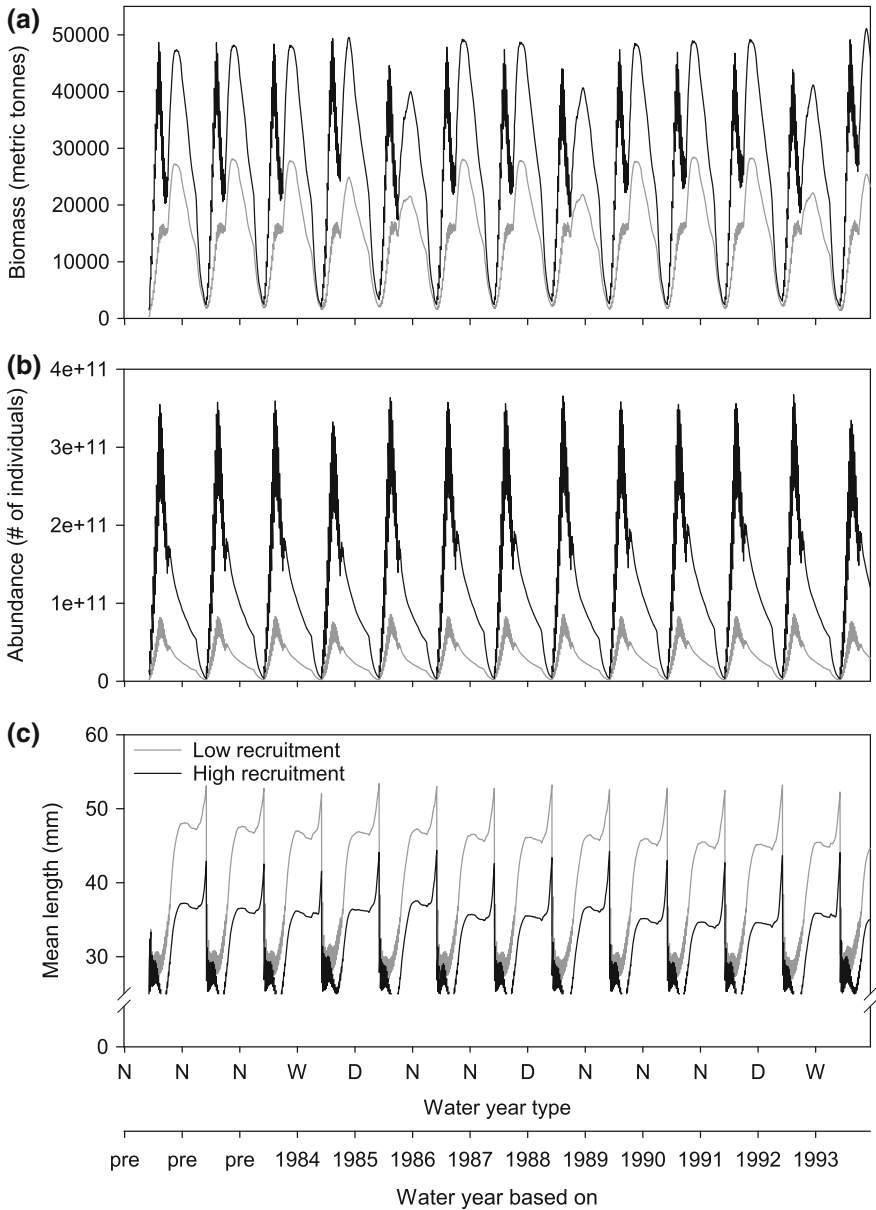 (a)
Biomass (metric tonnes)
50000
40000
30000
20000
10000
0
(b)
Abundance (# of individuals)
4e+11
3e+11
2e+11
1e+11
0
(c)
Mean length (mm)
60
50
40
30
0
Low recruitment
High recruitment
N N N W D N N D N N N D W
Water year type
pre pre pre 1984 1985 1986 1987 1988 1989 1990 1991 1992 1993
Water year based on